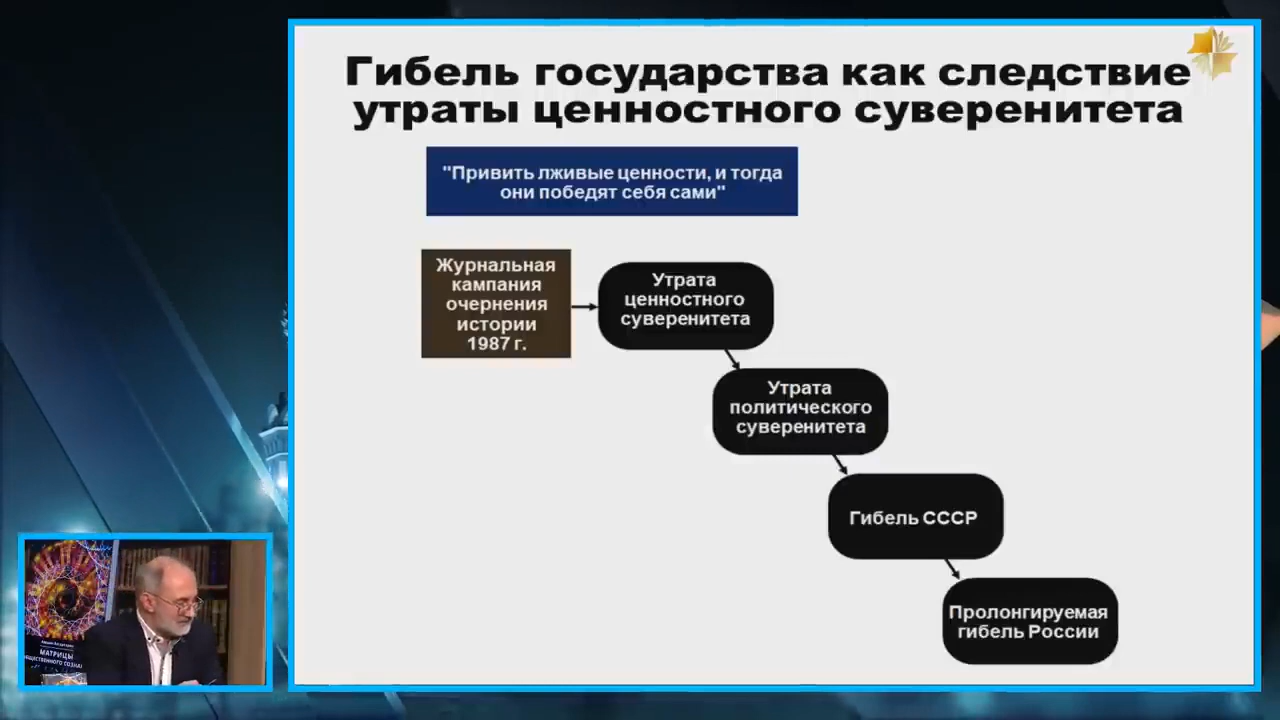 Гибель государства как следствие
утраты ценностного суверенитета
"Привить лживые ценности, и тогда
они победят себя сами"
Журнальная
кампания
очернения
истории
1987 г.
Утрата
ценностного
суверенитета
Утрата
политического
суверенитета
Гибель СССР
Пролонгируемая
гибель России
МАТРИЦЫ